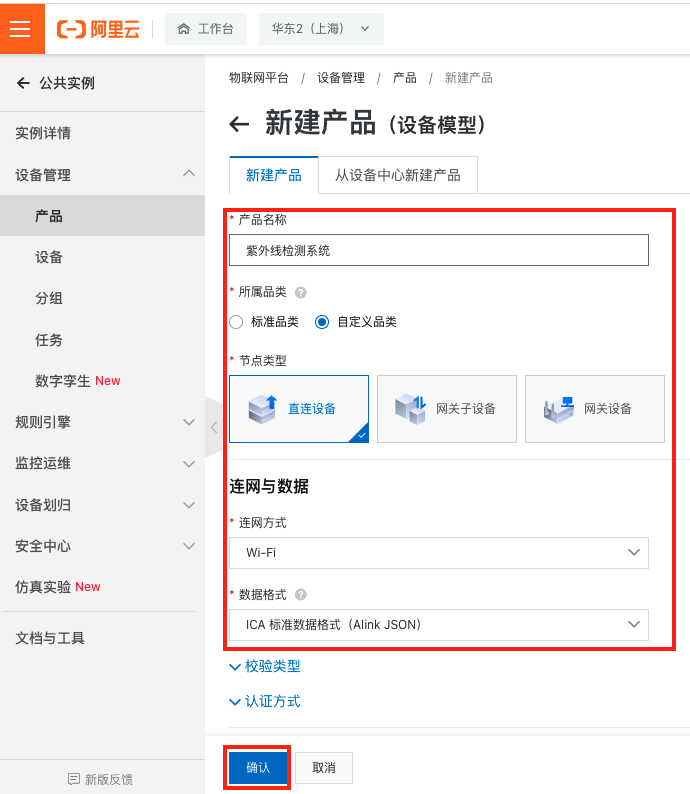 阿里云
工作台
华东2（上海）
公共实例
实例详情
设备管理
产品
设备
分组
任务
数字孪生 New
规则引擎
监控运维
设备划归
安全中心
仿真实验 New
文档与工具
新版反馈
物联网平台 / 设备管理 / 产品 / 新建产品
新建产品（设备模型）
新建产品
从设备中心新建产品
* 产品名称
紫外线检测系统
* 所属品类 ?
标准品类
自定义品类
* 节点类型
直连设备
网关子设备
网关设备
连网与数据
* 连网方式
Wi-Fi
* 数据格式 ?
ICA 标准数据格式（Alink JSON）
校验类型
认证方式
确认
取消